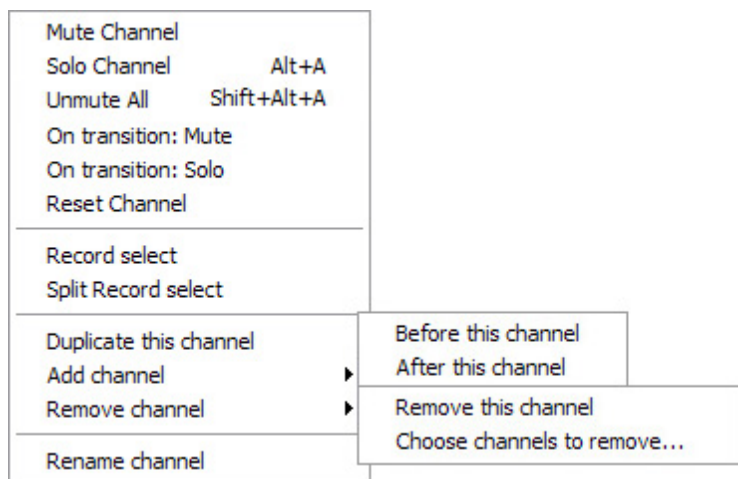 Mute Channel
Solo Channel Alt+A
Unmute All Shift+Alt+A
On transition: Mute
On transition: Solo
Reset Channel
Record select
Split Record select
Duplicate this channel
Add channel
Remove channel
Rename channel
Before this channel
After this channel
Remove this channel
Choose channels to remove...